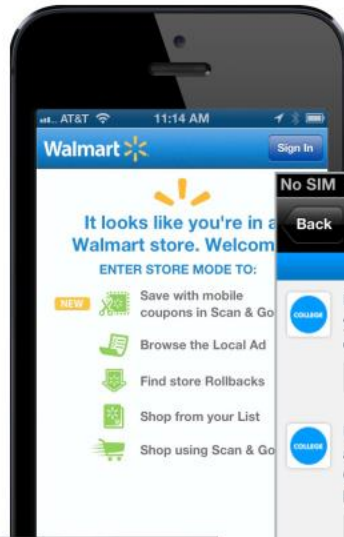 AT&T 11:14 AM
Walmart Sign In
It looks like you're in a
Walmart store. Welcom
ENTER STORE MODE TO:
NEW Save with mobile
coupons in Scan & Go
Browse the Local Ad
Find store Rollbacks
Shop from your List
Shop using Scan & Go
No SIM
Back
COLLEGE
COLLEGE